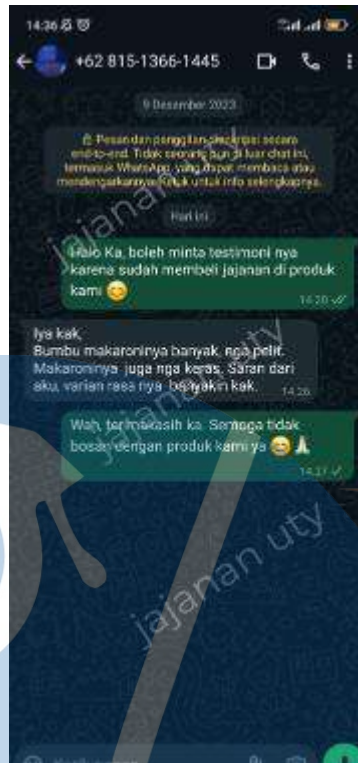 14:36
+62 815-1366-1445
9 Desember 2023
Pesan dan panggilan secara
end-to-end. Tidak seorang pun di luar chat ini,
termasuk WhatsApp, yang dapat membaca atau
mendengarkannya. Ketuk untuk info selengkapnya.
Hari ini
Halo Ka, boleh minta testimoni nya
karena sudah membeli jajanan di produk
kami 😊
14.20
Iya kak,
Bumbu makaroninya banyak, nga pelit.
Makaroninya juga nga keras. Saran dari
aku, varian rasa nya banyakin kak.
14.26
Wah, terimakasih ka. Semoga tidak
bosan dengan produk kami ya 😄🙏
14.27
jajanan uty
jajanan uty
jajanan uty